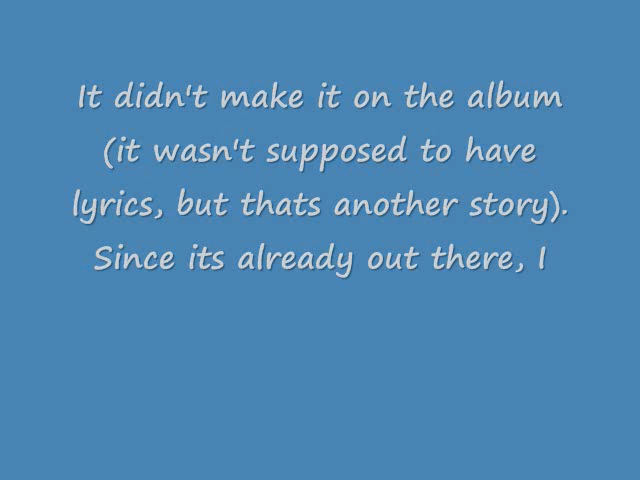 It didn't make it on the album
(it wasn't supposed to have
lyrics, but thats another story).
Since its already out there, I